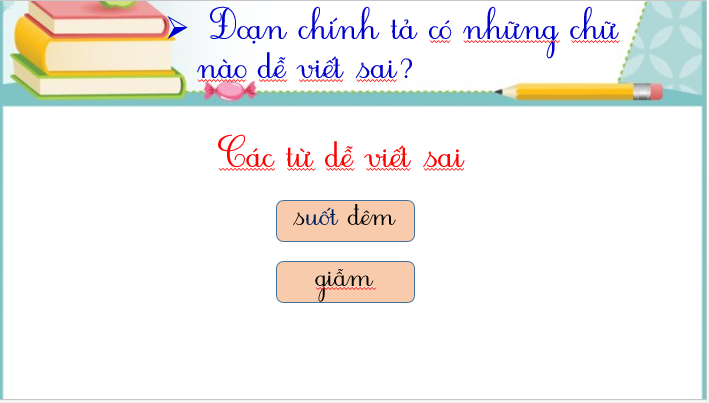 ➢ Đoạn chính tả có những chữ
nào dễ viết sai?
Các từ dễ viết sai
suốt đêm
giẫm